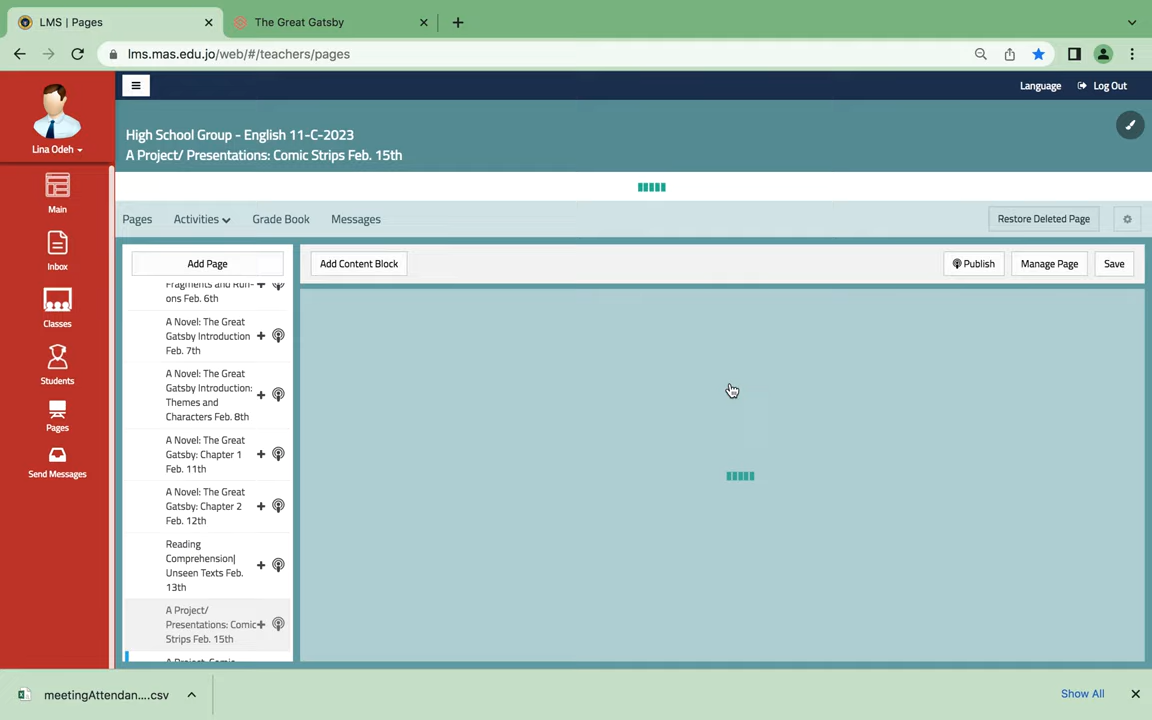 LMS | Pages
The Great Gatsby
lms.mas.edu.jo/web/#/teachers/pages
Language
Log Out
Lina Odeh
High School Group - English 11-C-2023
A Project/ Presentations: Comic Strips Feb. 15th
Main
Inbox
Classes
Students
Pages
Send Messages
Pages
Activities
Grade Book
Messages
Restore Deleted Page
Add Page
Add Content Block
Publish
Manage Page
Save
Fragments and Run-
ons Feb. 6th
A Novel: The Great
Gatsby Introduction
Feb. 7th
A Novel: The Great
Gatsby Introduction:
Themes and
Characters Feb. 8th
A Novel: The Great
Gatsby: Chapter 1
Feb. 11th
A Novel: The Great
Gatsby: Chapter 2
Feb. 12th
Reading
Comprehension|
Unseen Texts Feb.
13th
A Project/
Presentations: Comic
Strips Feb. 15th
A Project: Comic
meetingAttendan....csv
Show All